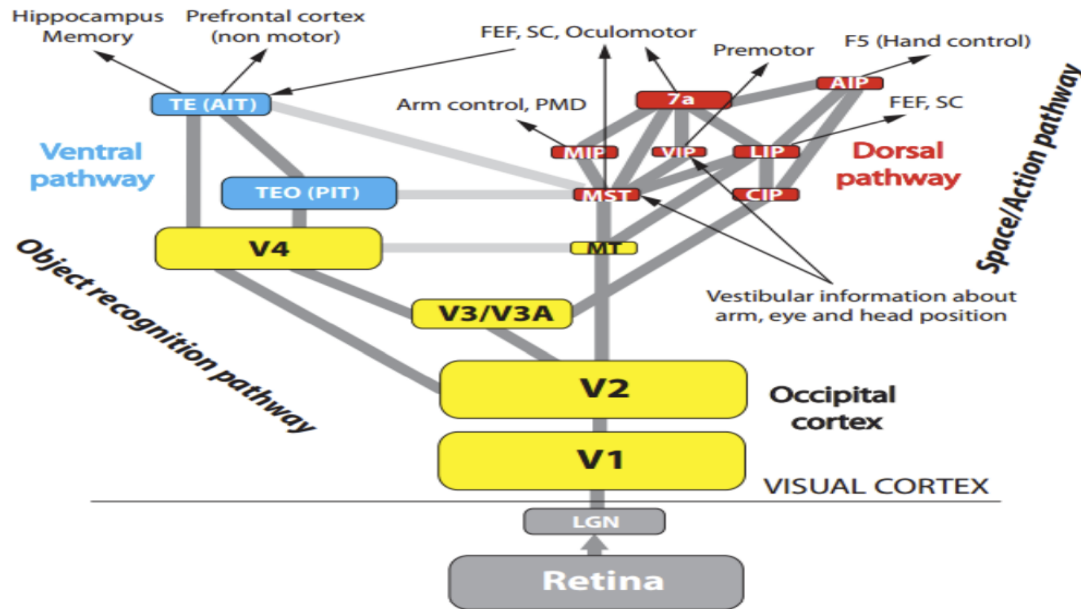 Hippocampus
Memory
Prefrontal cortex
(non motor)
FEF, SC, Oculomotor
Premotor
F5 (Hand control)
TE (AIT)
Arm control, PMD
7a
AIP
FEF, SC
Ventral
pathway
MIP
VIP
LIP
Dorsal
pathway
Space/Action pathway
TEO (PIT)
MST
CIP
V4
MT
Object recognition pathway
V3/V3A
Vestibular information about
arm, eye and head position
V2
Occipital
cortex
V1
VISUAL CORTEX
LGN
Retina